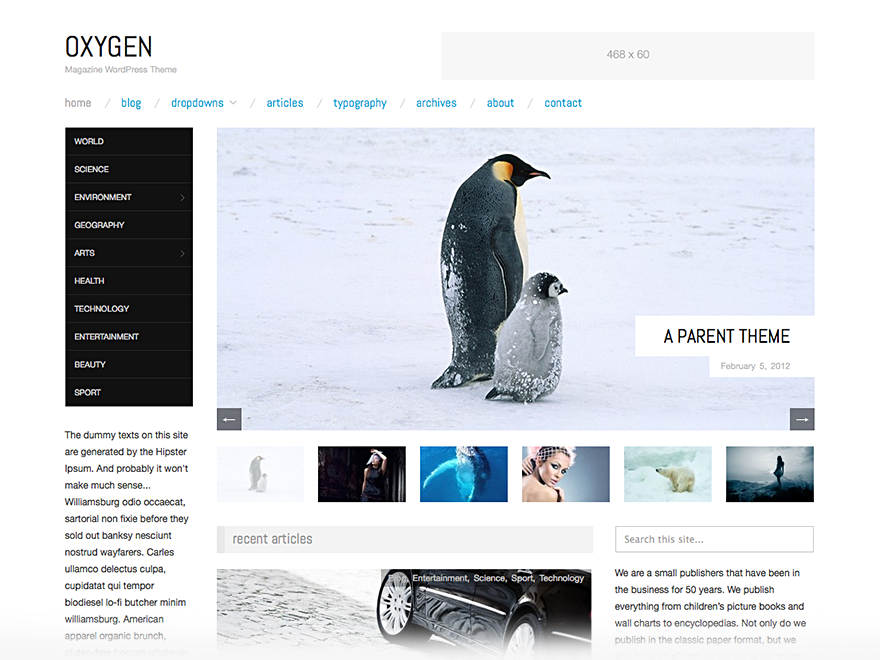 OXYGEN
Magazine WordPress Theme
468 x 60
home / blog / dropdowns / articles / typography / archives / about / contact
WORLD
SCIENCE
ENVIRONMENT
GEOGRAPHY
ARTS
HEALTH
TECHNOLOGY
ENTERTAINMENT
BEAUTY
SPORT
A PARENT THEME
February 5, 2012
The dummy texts on this site
are generated by the Hipster
Ipsum. And probably it won't
make much sense...
Williamsburg odio occaecat,
sartorial non fixie before they
sold out banksy nesciunt
nostrud wayfarers. Carles
ullamco delectus culpa,
cupidatat qui tempor
biodiesel lo-fi butcher minim
williamsburg. American
apparel organic brunch,
gluten-free freegan whatever
recent articles
Blog, Entertainment, Science, Sport, Technology
Search this site...
We are a small publishers that have been in
the business for 50 years. We publish
everything from children's picture books and
wall charts to encyclopedias. Not only do we
publish in the classic paper format, but we